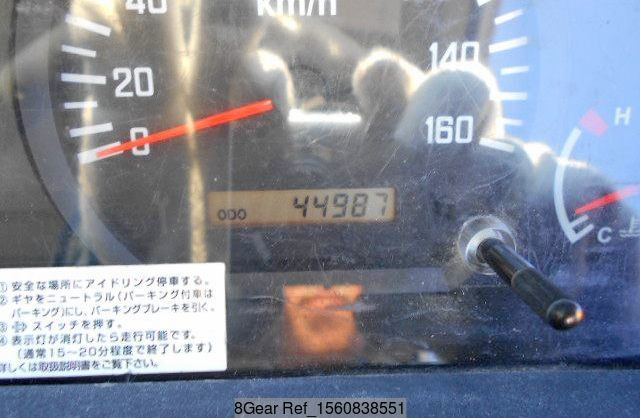 40
km/h
20
140
0
160
H
C
ODO 44987
① 安全な場所にアイドリング停車する。
② ギヤをニュートラル(パーキング付車は
パーキング)にし、パーキングブレーキを引く。
③ スイッチを押す。
④ 表示灯が消灯したら走行可能です。
(通常15～20分程度で終了します)
詳しくは取扱説明書をご覧下さい。
8Gear Ref_1560838551